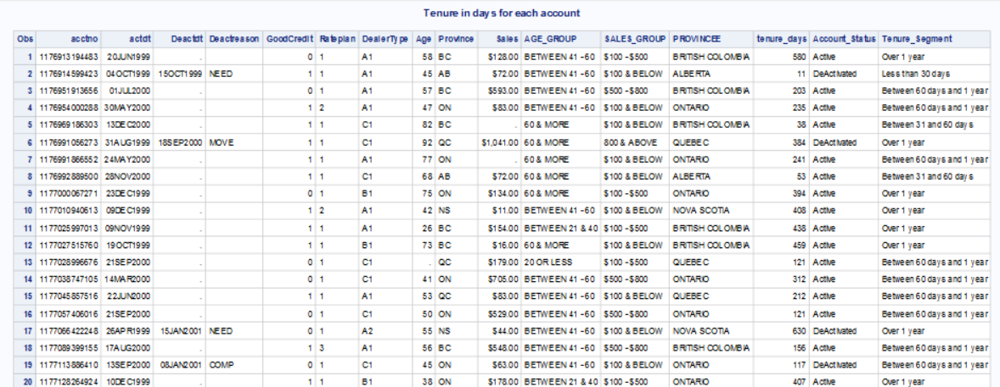 Tenure in days for each account
Obs acctno actdt Deactdt Deactreason GoodCredit Rateplan DealerType Age Province Sales AGE_GROUP SALES_GROUP PROVINCEE tenure_days Account_Status Tenure_Segment
1 1176913194483 20JUN1999 . 0 1 A1 58 BC $128.00 BETWEEN 41 -60 $100 -$500 BRITISH COLOMBIA 580 Active Over 1 year
2 1176914599423 04OCT1999 15OCT1999 NEED 1 1 A1 45 AB $72.00 BETWEEN 41 -60 $100 & BELOW ALBERTA 11 DeActivated Less than 30 days
3 1176951913656 01JUL2000 . 0 1 A1 57 BC $593.00 BETWEEN 41 -60 $500 -$800 BRITISH COLOMBIA 203 Active Between 60 days and 1 year
4 1176954000288 30MAY2000 . 1 2 A1 47 ON $83.00 BETWEEN 41 -60 $100 & BELOW ONTARIO 235 Active Between 60 days and 1 year
5 1176969186303 13DEC2000 . 1 1 C1 82 BC . 60 & MORE $100 & BELOW BRITISH COLOMBIA 38 Active Between 31 and 60 days
6 1176991056273 31AUG1999 18SEP2000 MOVE 1 1 C1 92 QC $1,041.00 60 & MORE 800 & ABOVE QUEBEC 384 DeActivated Over 1 year
7 1176991866552 24MAY2000 . 1 1 A1 77 ON . 60 & MORE $100 & BELOW ONTARIO 241 Active Between 60 days and 1 year
8 1176992889500 28NOV2000 . 1 1 C1 68 AB $72.00 60 & MORE $100 & BELOW ALBERTA 53 Active Between 31 and 60 days
9 1177000067271 23DEC1999 . 0 1 B1 75 ON $134.00 60 & MORE $100 -$500 ONTARIO 394 Active Over 1 year
10 1177010940613 09DEC1999 . 1 2 A1 42 NS $11.00 BETWEEN 41 -60 $100 & BELOW NOVA SCOTIA 408 Active Over 1 year
11 1177025997013 09NOV1999 . 1 1 A1 26 BC $154.00 BETWEEN 21 & 40 $100 -$500 BRITISH COLOMBIA 438 Active Over 1 year
12 1177027515760 19OCT1999 . 1 1 B1 73 BC $16.00 60 & MORE $100 & BELOW BRITISH COLOMBIA 459 Active Over 1 year
13 1177028996676 21SEP2000 . 0 1 C1 . QC $179.00 20 OR LESS $100 -$500 QUEBEC 121 Active Between 60 days and 1 year
14 1177038747105 14MAR2000 . 0 1 C1 41 ON $705.00 BETWEEN 41 -60 $500 -$800 ONTARIO 312 Active Between 60 days and 1 year
15 1177045857516 22JUN2000 . 1 1 A1 53 QC $83.00 BETWEEN 41 -60 $100 & BELOW QUEBEC 212 Active Between 60 days and 1 year
16 1177057406016 21SEP2000 . 0 1 C1 50 ON $529.00 BETWEEN 41 -60 $500 -$800 ONTARIO 121 Active Between 60 days and 1 year
17 1177066422248 26APR1999 15JAN2001 NEED 0 1 A2 55 NS $44.00 BETWEEN 41 -60 $100 & BELOW NOVA SCOTIA 630 DeActivated Over 1 year
18 1177089399155 17AUG2000 . 1 3 A1 56 BC $548.00 BETWEEN 41 -60 $500 -$800 BRITISH COLOMBIA 156 Active Between 60 days and 1 year
19 1177113886410 13SEP2000 08JAN2001 COMP 0 1 C1 45 ON $63.00 BETWEEN 41 -60 $100 & BELOW ONTARIO 117 DeActivated Between 60 days and 1 year
20 1177128264924 10DEC1999 . 1 1 B1 38 ON $178.00 BETWEEN 21 & 40 $100 -$500 ONTARIO 407 Active Over 1 year